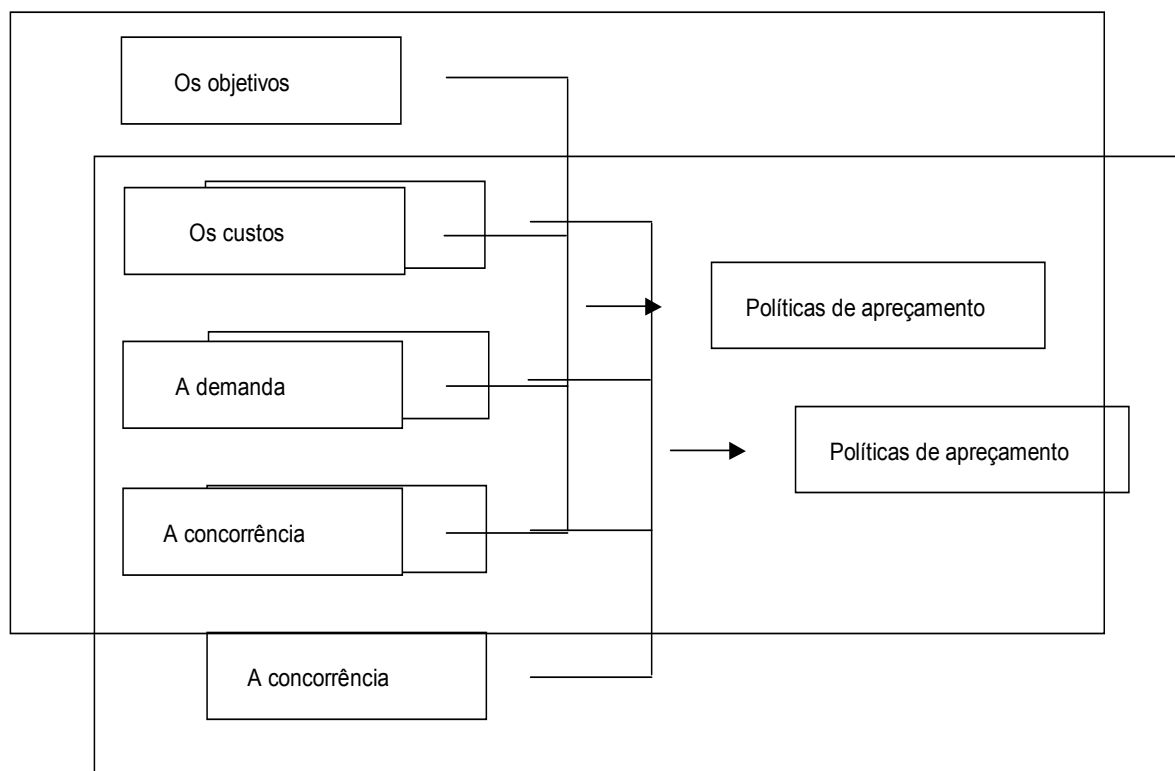 Os objetivos
Os custos
Políticas de apreçamento
A demanda
Políticas de apreçamento
A concorrência
A concorrência